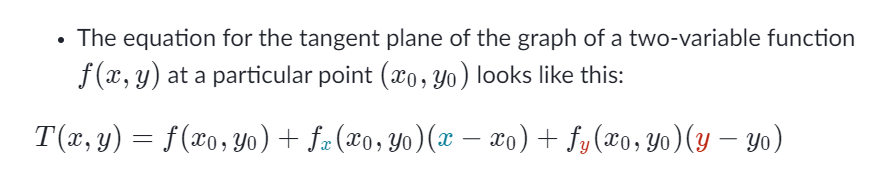 • The equation for the tangent plane of the graph of a two-variable function
f(x, y) at a particular point (x₀, y₀) looks like this:
T(x, y) = f(x₀, y₀) + fₓ(x₀, y₀)(x − x₀) + f_y(x₀, y₀)(y − y₀)